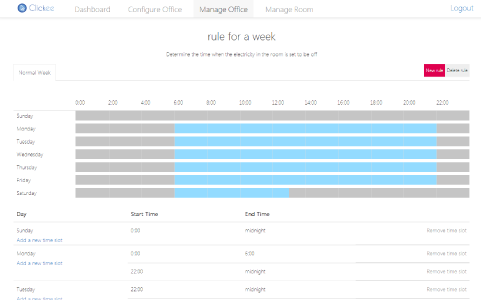 Clickee Dashboard Configure Office Manage Office Manage Room Logout
rule for a week
Determine the time when the electricity in the room is set to be off
Normal Week New rule Delete rule
0:00 2:00 4:00 6:00 8:00 10:00 12:00 14:00 16:00 18:00 20:00 22:00
Sunday
Monday
Tuesday
Wednesday
Thursday
Friday
Saturday
Day Start Time End Time
Sunday 0:00 midnight Remove time slot
Add a new time slot
Monday 0:00 6:00 Remove time slot
Add a new time slot
22:00 midnight Remove time slot
Tuesday 22:00 midnight Remove time slot
Add a new time slot